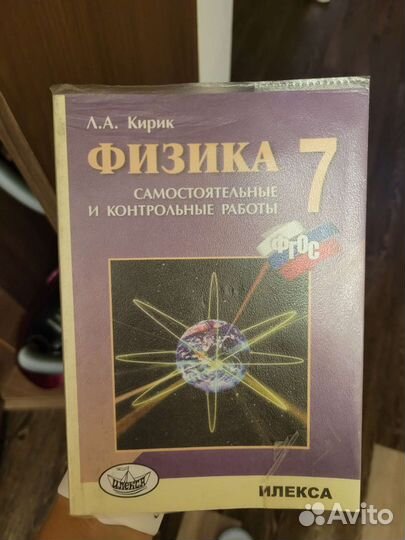 Л.А. Кирик
ФИЗИКА 7
САМОСТОЯТЕЛЬНЫЕ
И КОНТРОЛЬНЫЕ РАБОТЫ
ФГОС
ИЛЕКСА
ИЛЕКСА
Avito